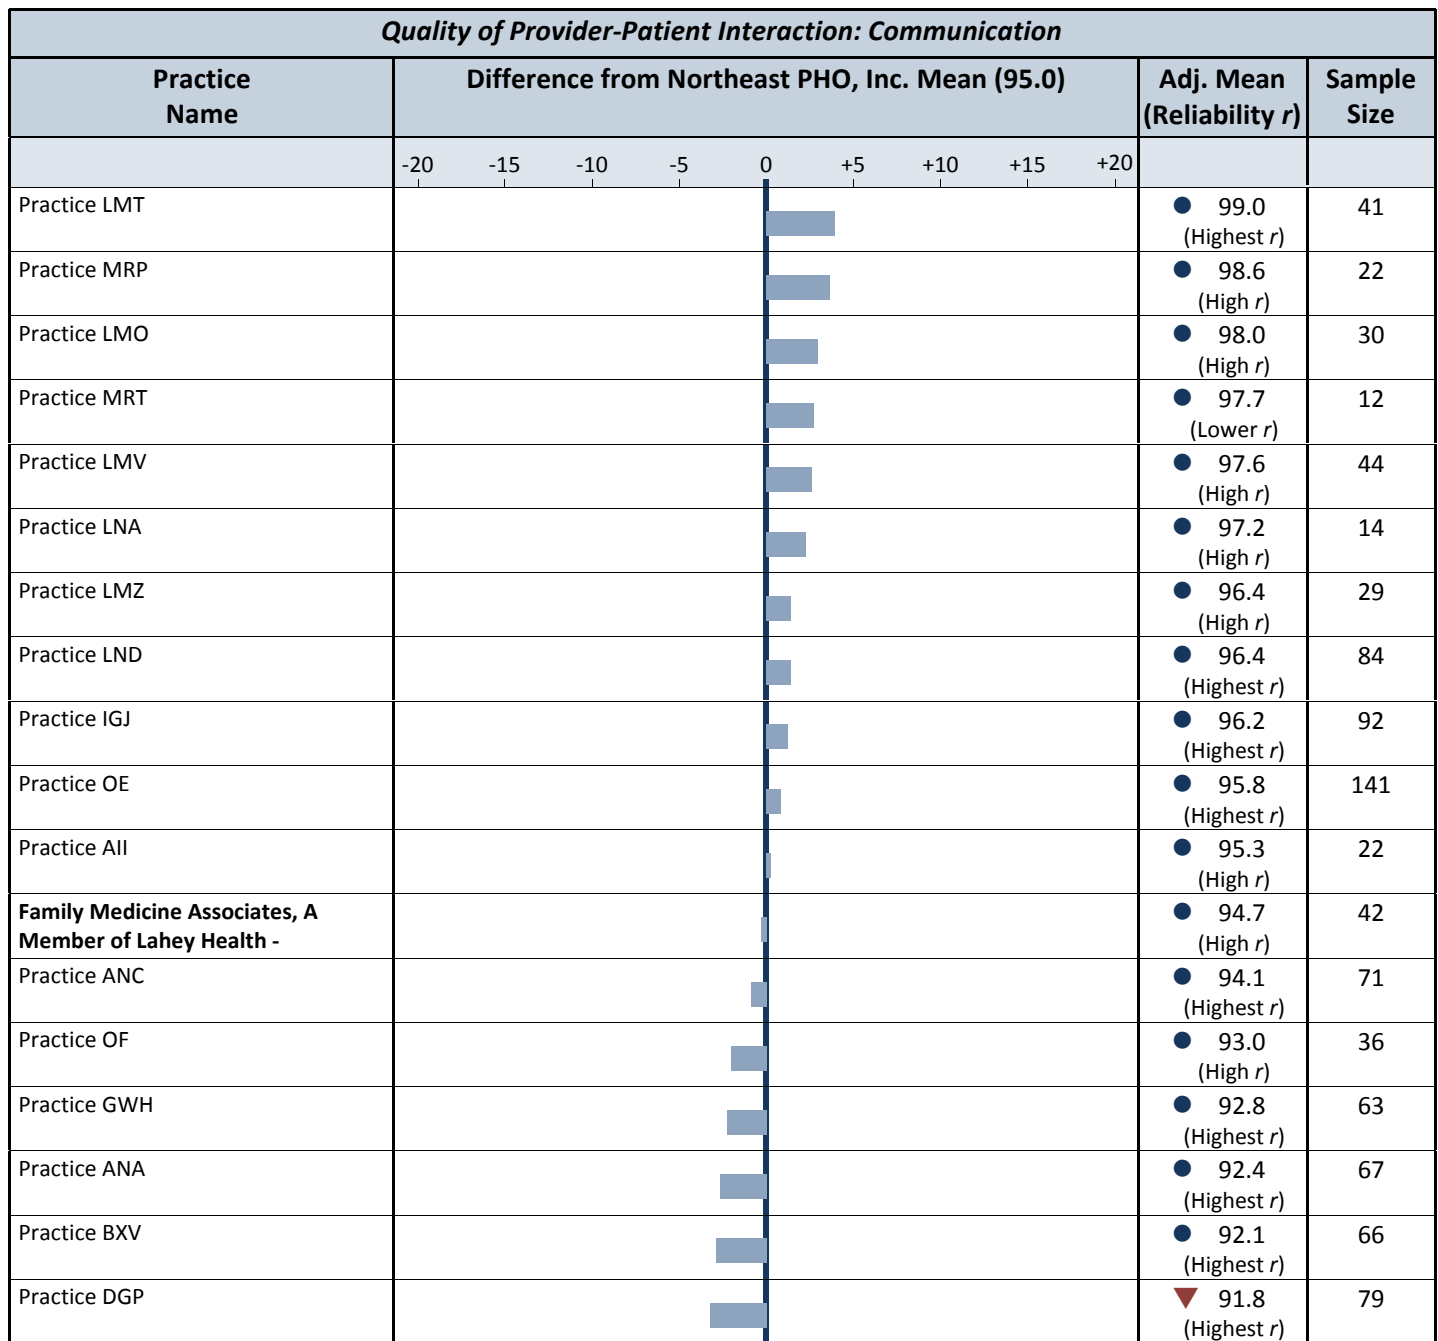 Quality of Provider-Patient Interaction: Communication
Practice Name
Difference from Northeast PHO, Inc. Mean (95.0)
Adj. Mean (Reliability r)
Sample Size
-20 -15 -10 -5 0 +5 +10 +15 +20
Practice LMT 99.0 41
(Highest r)
Practice MRP 98.6 22
(High r)
Practice LMO 98.0 30
(High r)
Practice MRT 97.7 12
(Lower r)
Practice LMV 97.6 44
(High r)
Practice LNA 97.2 14
(High r)
Practice LMZ 96.4 29
(High r)
Practice LND 96.4 84
(Highest r)
Practice IGJ 96.2 92
(Highest r)
Practice OE 95.8 141
(Highest r)
Practice AII 95.3 22
(High r)
Family Medicine Associates, A 94.7 42
Member of Lahey Health - (High r)
Practice ANC 94.1 71
(Highest r)
Practice OF 93.0 36
(High r)
Practice GWH 92.8 63
(Highest r)
Practice ANA 92.4 67
(Highest r)
Practice BXV 92.1 66
(Highest r)
Practice DGP 91.8 79
(Highest r)